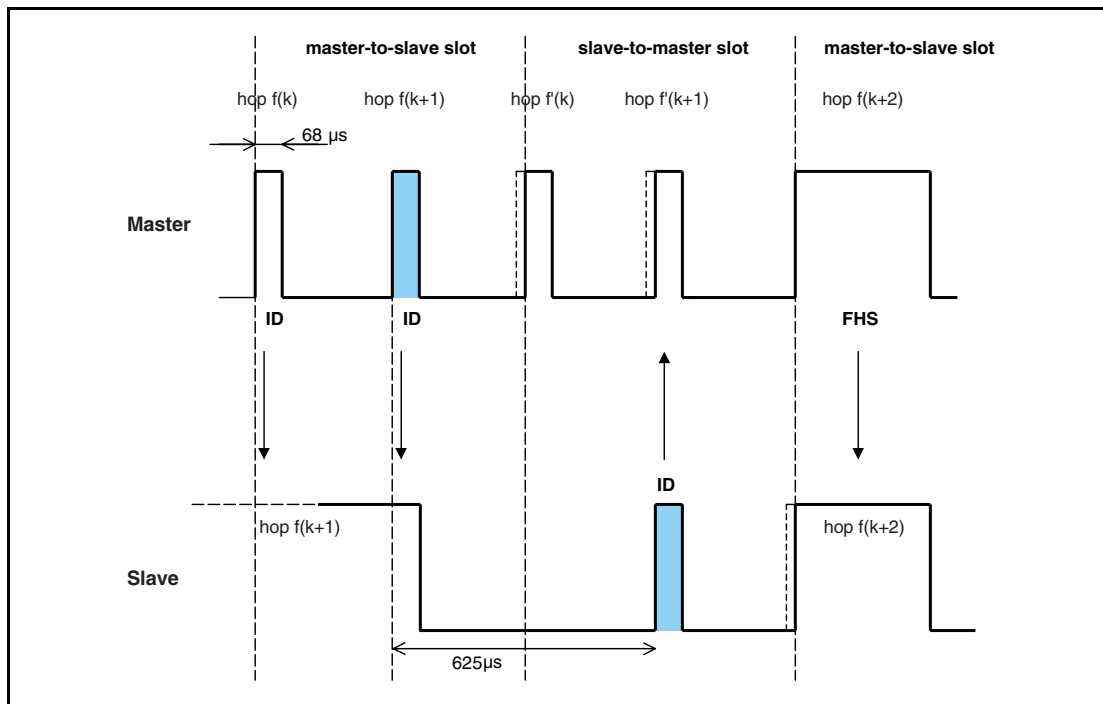 master-to-slave slot slave-to-master slot master-to-slave slot
hop f(k) hop f(k+1) hop f'(k) hop f'(k+1) hop f(k+2)
68 µs
Master
ID ID FHS
ID
hop f(k+1) hop f(k+2)
Slave
625µs